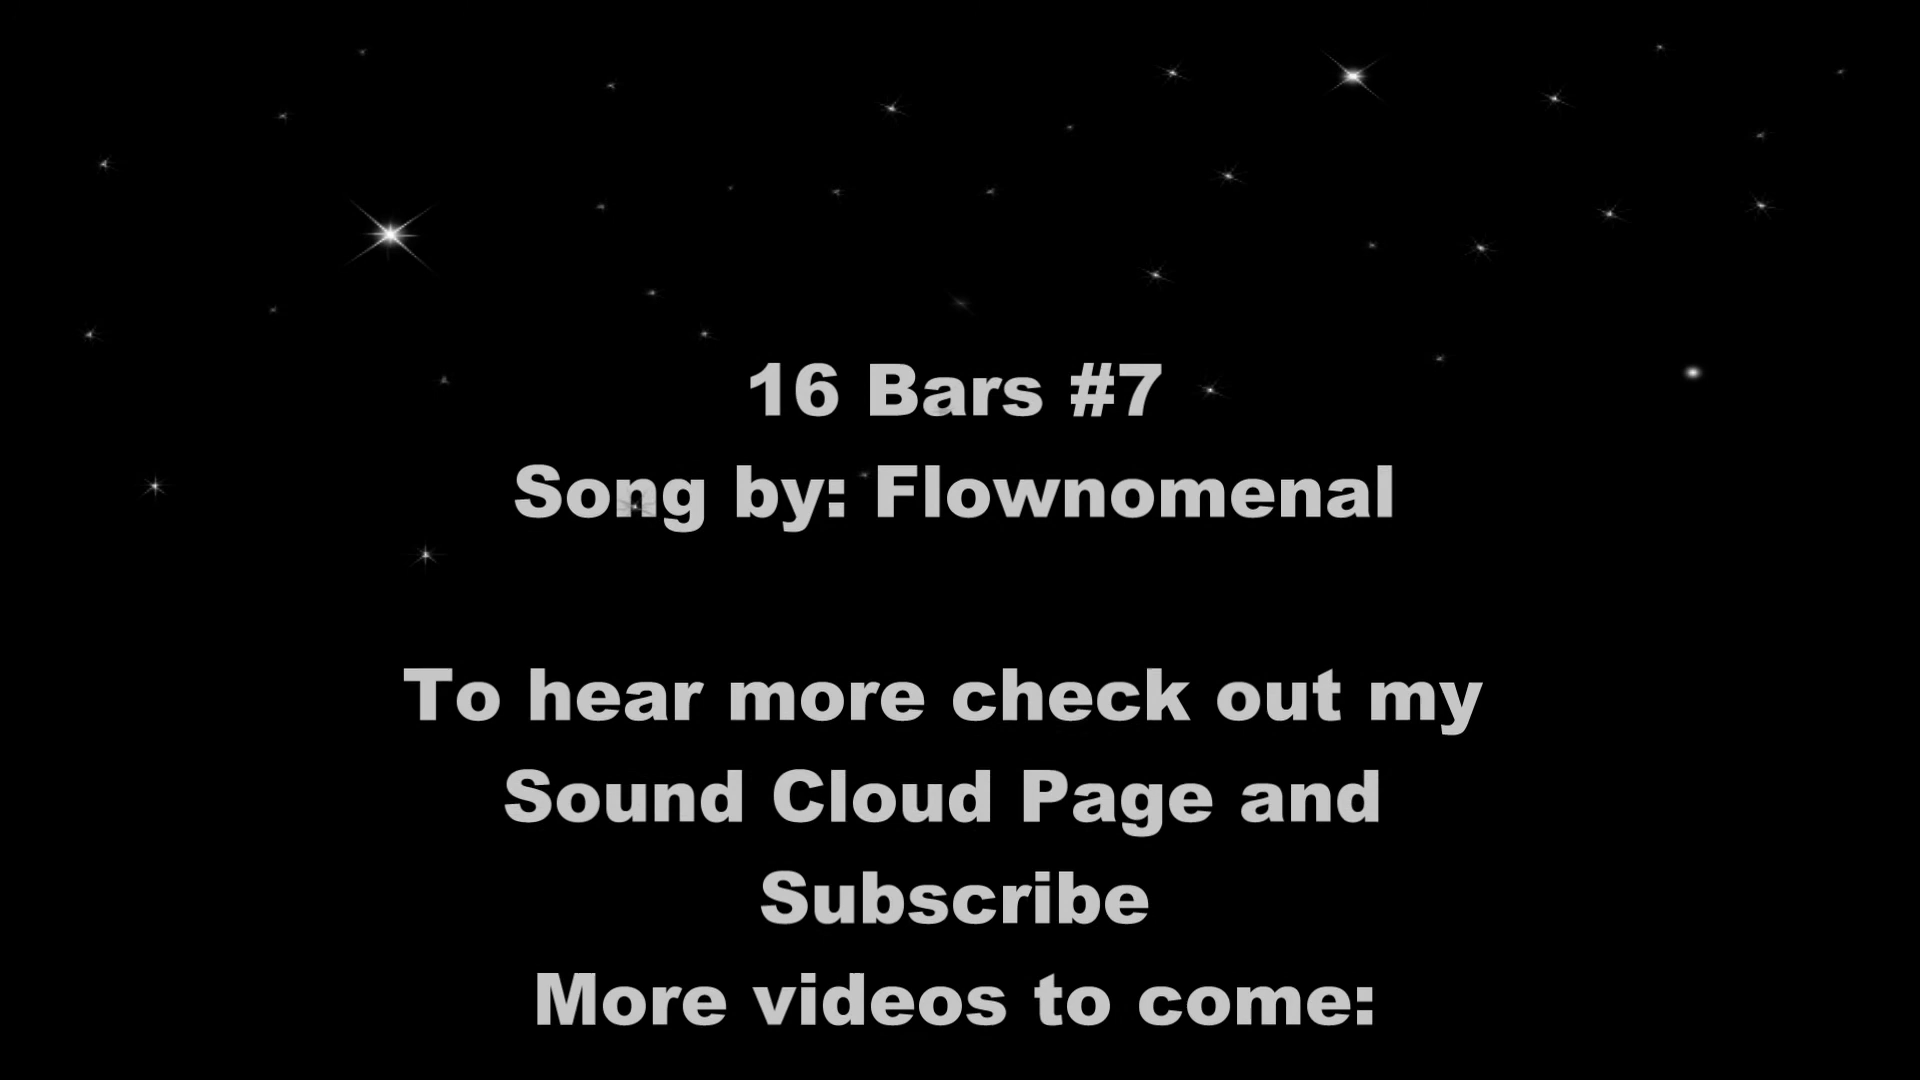 16 Bars #7
Song by: Flownomenal
To hear more check out my
Sound Cloud Page and
Subscribe
More videos to come: